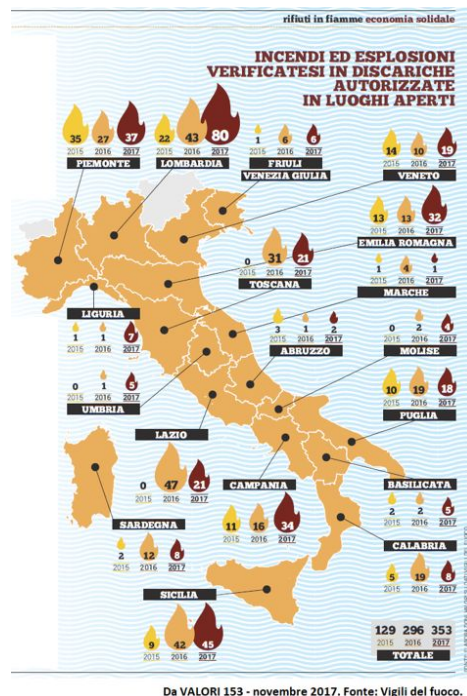 rifiuti in fiamme economia solidale
INCENDI ED ESPLOSIONI
VERIFICATESI IN DISCARICHE
AUTORIZZATE
IN LUOGHI APERTI
35 27 37
2015 2016 2017
PIEMONTE
22 43 80
2015 2016 2017
LOMBARDIA
1 6 6
2015 2016 2017
FRIULI
VENEZIA GIULIA
14 10 19
2015 2016 2017
VENETO
13 13 32
2015 2016 2017
EMILIA ROMAGNA
0 31 21
2015 2016 2017
TOSCANA
1 4 1
2015 2016 2017
MARCHE
LIGURIA
1 1 7
2015 2016 2017
3 1 2
2015 2016 2017
ABRUZZO
0 2 4
2015 2016 2017
MOLISE
0 1 5
2015 2016 2017
UMBRIA
10 19 18
2015 2016 2017
PUGLIA
LAZIO
0 47 21
2015 2016 2017
CAMPANIA
11 16 34
2015 2016 2017
BASILICATA
2 2 5
2015 2016 2017
SARDEGNA
2 12 8
2015 2016 2017
CALABRIA
5 19 8
2015 2016 2017
SICILIA
9 42 45
2015 2016 2017
129 296 353
2015 2016 2017
TOTALE
Da VALORI 153 - novembre 2017. Fonte: Vigili del fuoco.